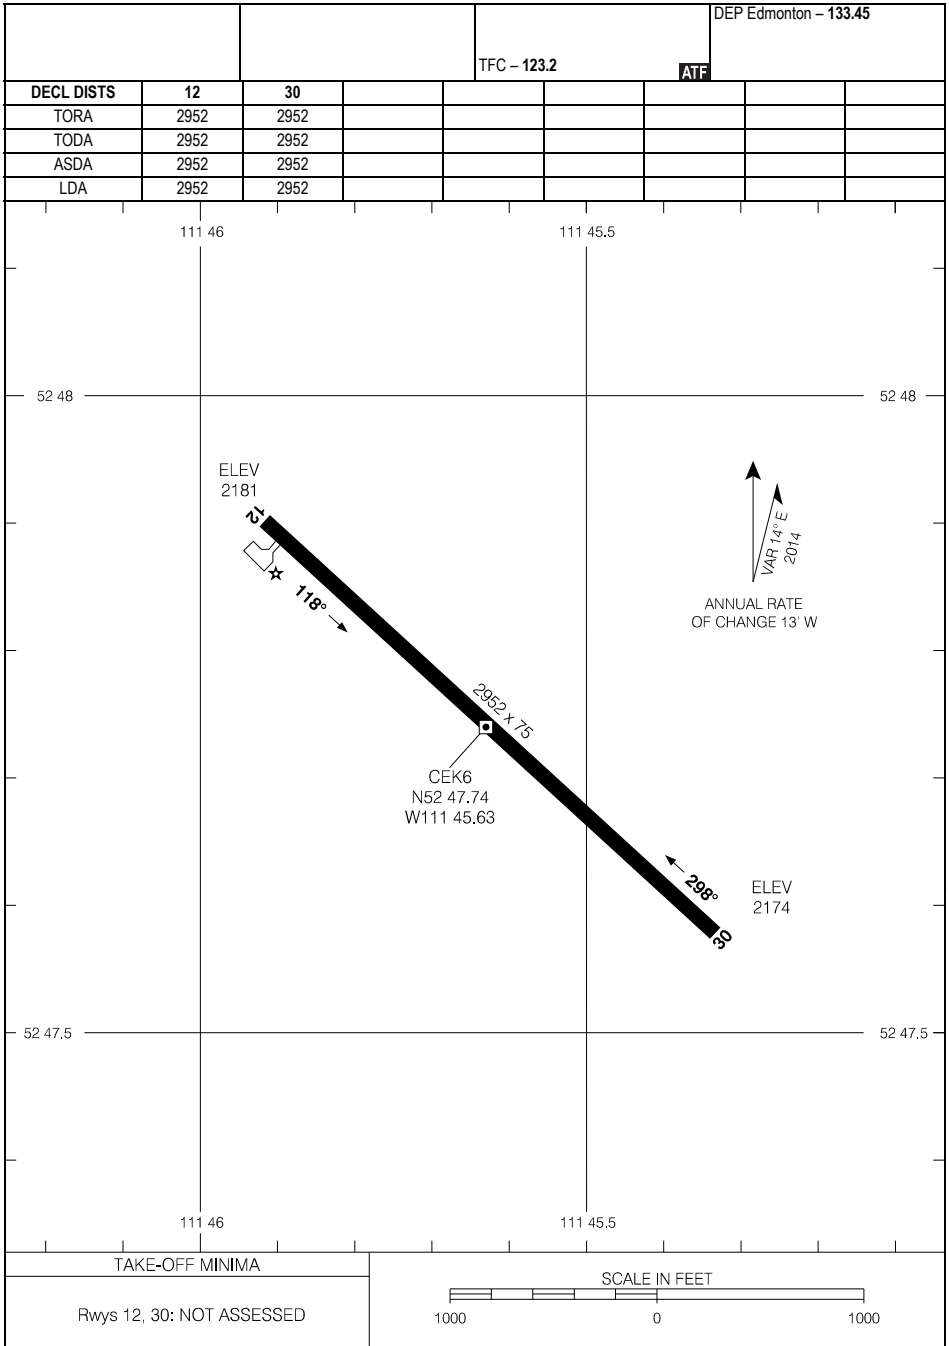 DEP Edmonton – 133.45
TFC – 123.2 ATF
DECL DISTS 12 30
TORA 2952 2952
TODA 2952 2952
ASDA 2952 2952
LDA 2952 2952
111 46 111 45.5
52 48 52 48
ELEV
2181
12
118°
VAR 14° E
2014
ANNUAL RATE
OF CHANGE 13' W
2952 x 75
CEK6
N52 47.74
W111 45.63
298°
ELEV
2174
30
52 47.5 52 47.5
111 46 111 45.5
TAKE-OFF MINIMA
Rwys 12, 30: NOT ASSESSED
SCALE IN FEET
1000 0 1000